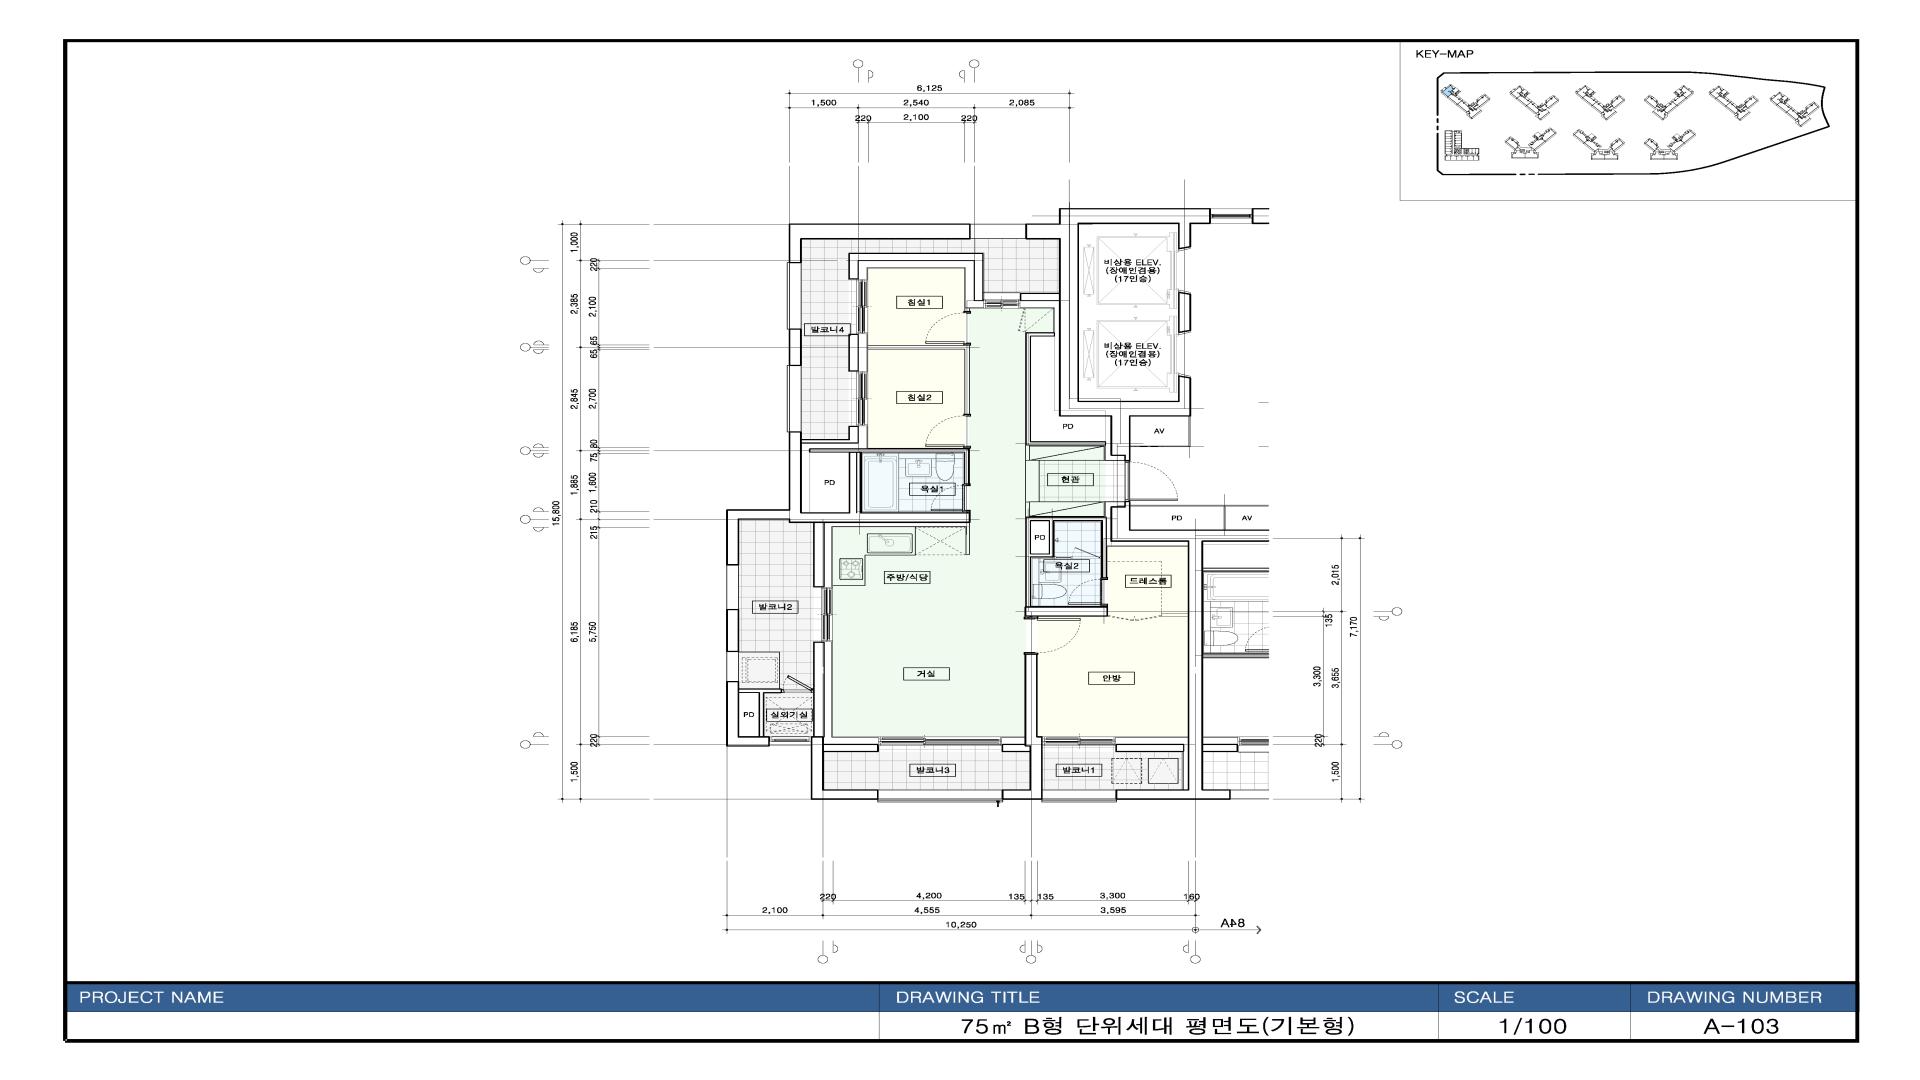 KEY-MAP
6,125
1,500
2,540
2,085
220
2,100
220
비상용 ELEV.
(장애인겸용)
(17인승)
비상용 ELEV.
(장애인겸용)
(17인승)
침실1
발코니4
침실2
PD
AV
PD
욕실1
현관
PD
AV
PD
욕실2
드레스룸
주방/식당
발코니2
거실
안방
PD
실외기실
발코니3
발코니1
15,800
1,000
2,385
2,845
1,885
6,185
1,500
220
2,100
65
65
2,700
80
75
1,600
210
215
5,750
220
2,015
135
7,170
3,300
3,655
220
1,500
220
4,200
135
135
3,300
160
2,100
4,555
3,595
10,250
84A
PROJECT NAME
DRAWING TITLE
SCALE
DRAWING NUMBER
75㎡ B형 단위세대 평면도(기본형)
1/100
A-103